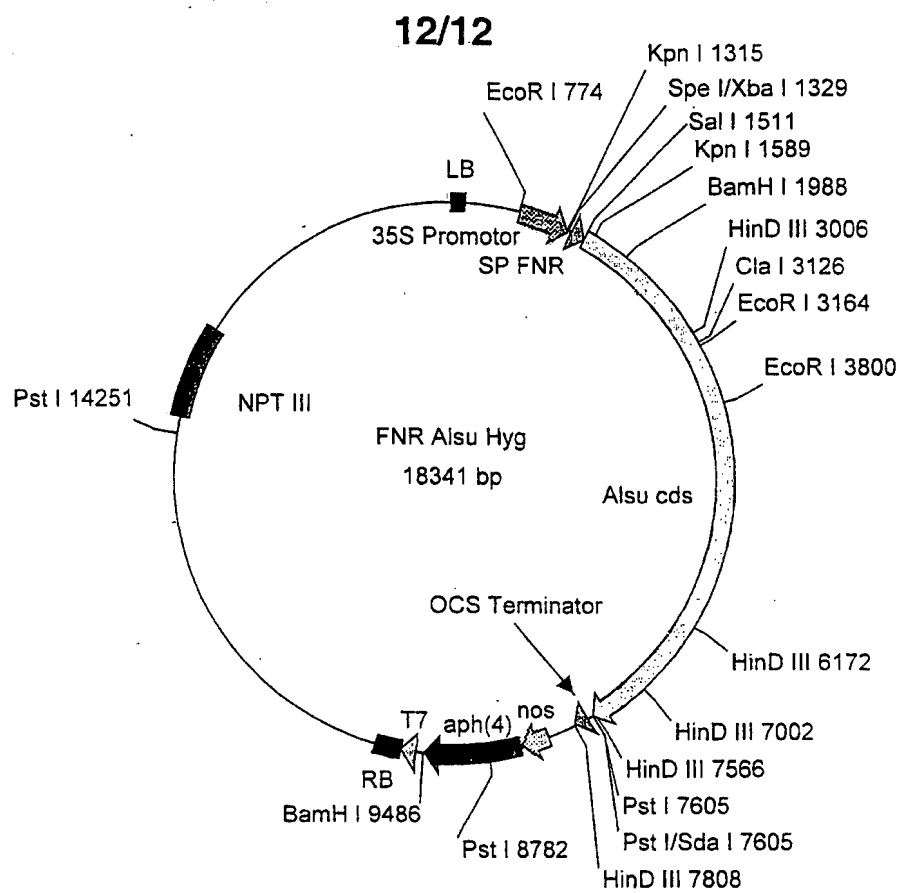 12/12
Kpn I 1315
EcoR I 774
Spe I/Xba I 1329
Sal I 1511
Kpn I 1589
LB
BamH I 1988
35S Promotor
HinD III 3006
SP FNR
Cla I 3126
EcoR I 3164
EcoR I 3800
Pst I 14251
NPT III
FNR Alsu Hyg
18341 bp
Alsu cds
OCS Terminator
HinD III 6172
nos
T7
aph(4)
HinD III 7002
HinD III 7566
RB
Pst I 7605
BamH I 9486
Pst I/Sda I 7605
Pst I 8782
HinD III 7808